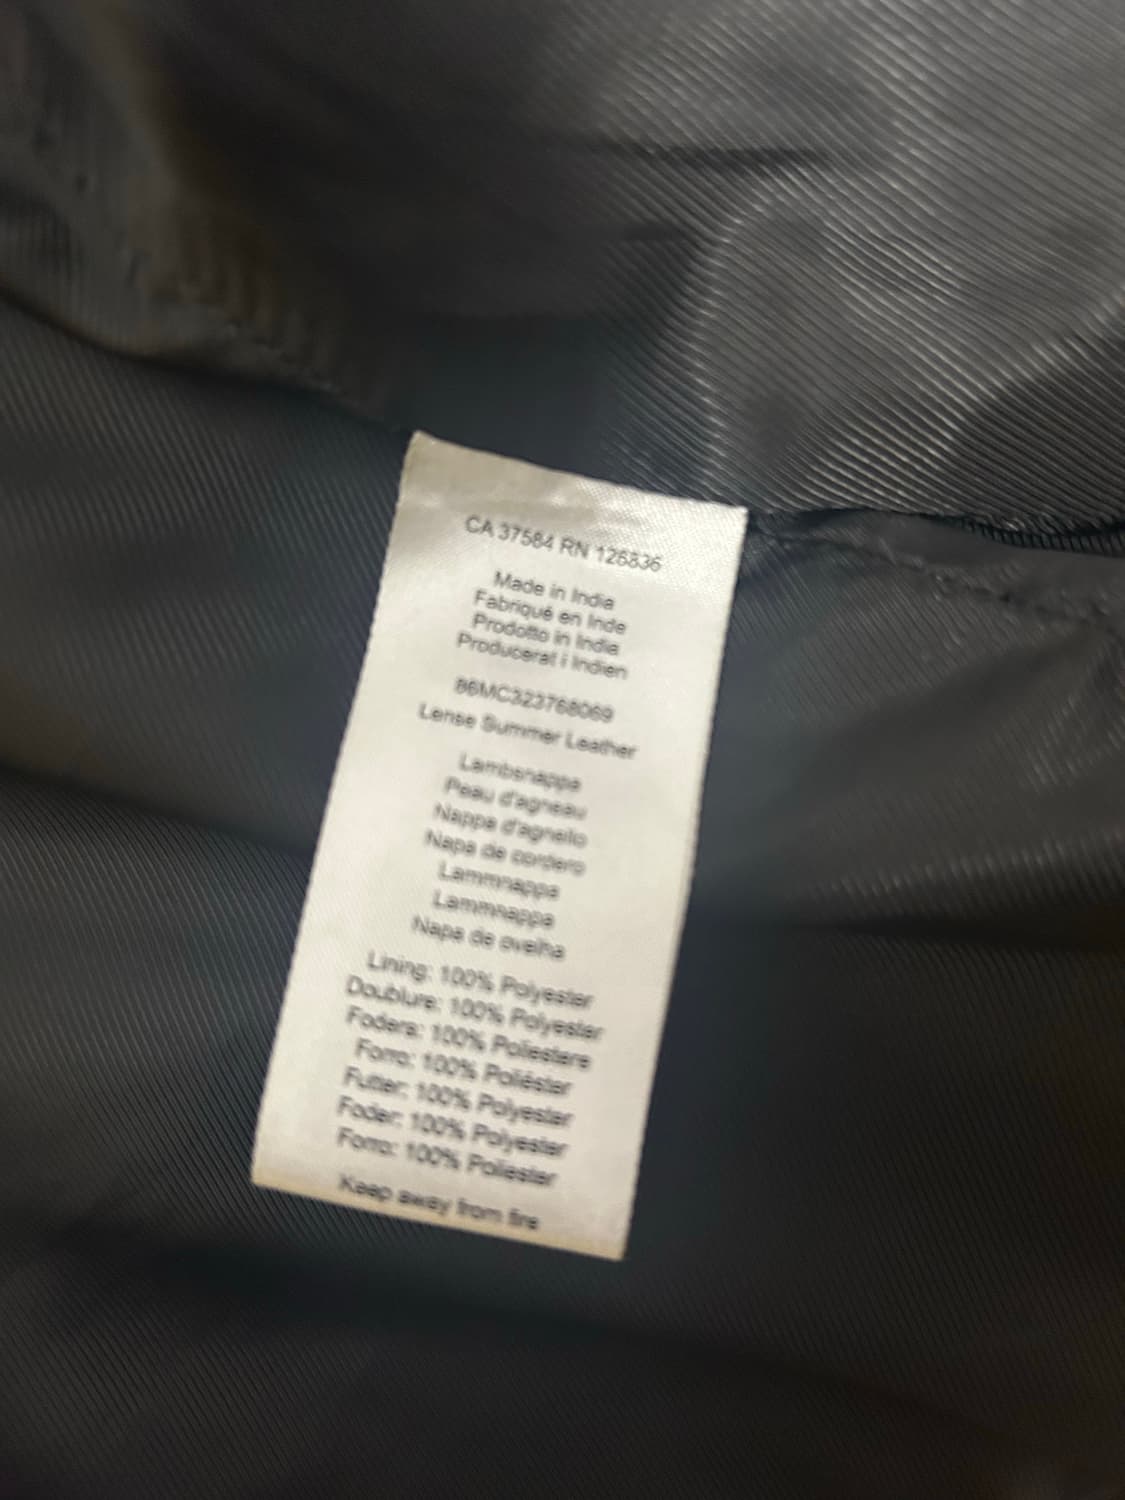 CA 37584 RN 126836
Made in India
Fabriqué en Inde
Prodotto in India
Producerat i Indien
86MC323768069
Lense Summer Leather
Lambsnappa
Peau d'agneau
Nappa d'agnello
Napa de cordero
Lammnappa
Lammnappa
Napa de ovelha
Lining: 100% Polyester
Doublure: 100% Polyester
Fodera: 100% Poliestere
Forro: 100% Poliéster
Futter: 100% Polyester
Foder: 100% Polyester
Forro: 100% Poliester
Keep away from fire